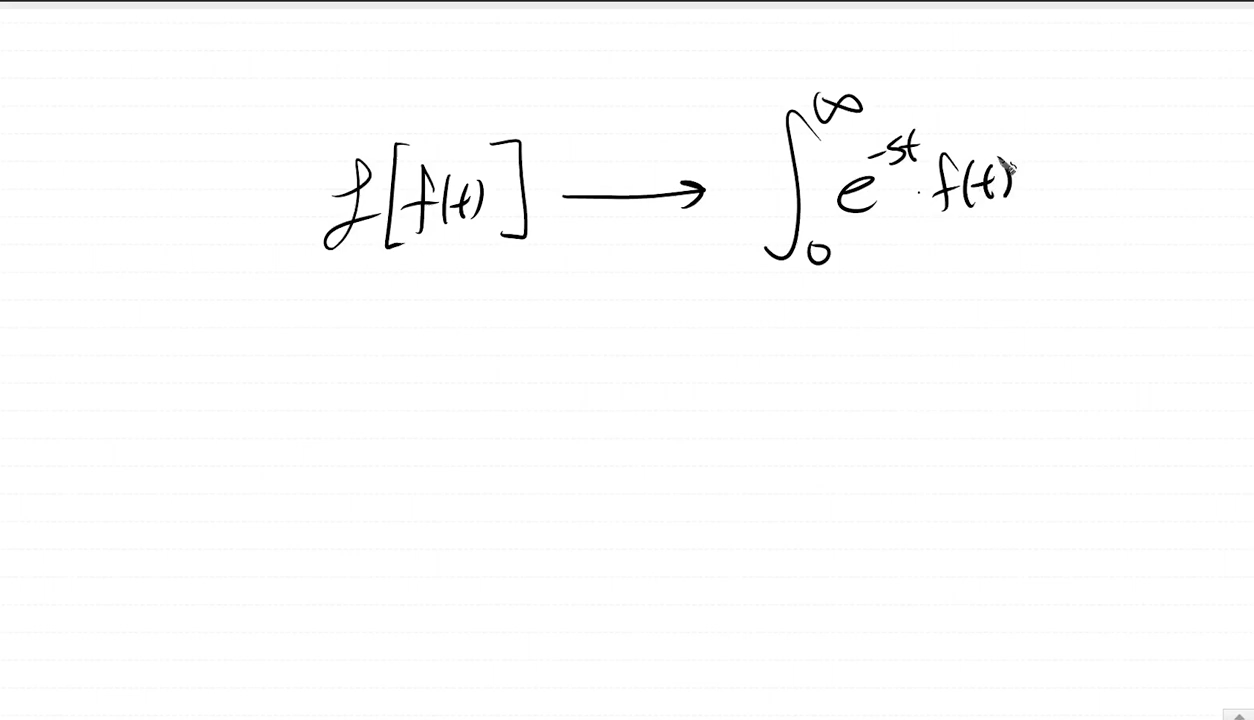 ℒ[f(t)] ⟶ ∫₀^∞ e^{-st} · f(t)